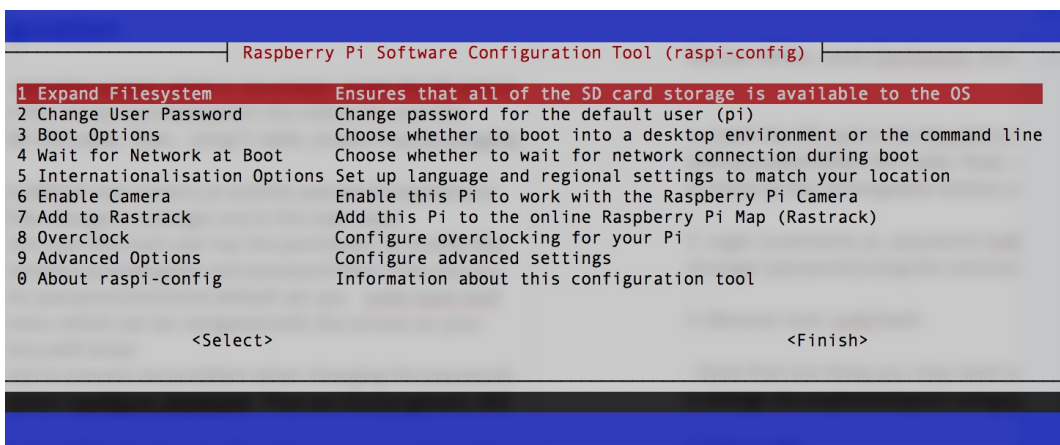 Raspberry Pi Software Configuration Tool (raspi-config)
1 Expand Filesystem Ensures that all of the SD card storage is available to the OS
2 Change User Password Change password for the default user (pi)
3 Boot Options Choose whether to boot into a desktop environment or the command line
4 Wait for Network at Boot Choose whether to wait for network connection during boot
5 Internationalisation Options Set up language and regional settings to match your location
6 Enable Camera Enable this Pi to work with the Raspberry Pi Camera
7 Add to Rastrack Add this Pi to the online Raspberry Pi Map (Rastrack)
8 Overclock Configure overclocking for your Pi
9 Advanced Options Configure advanced settings
0 About raspi-config Information about this configuration tool
<Select> <Finish>